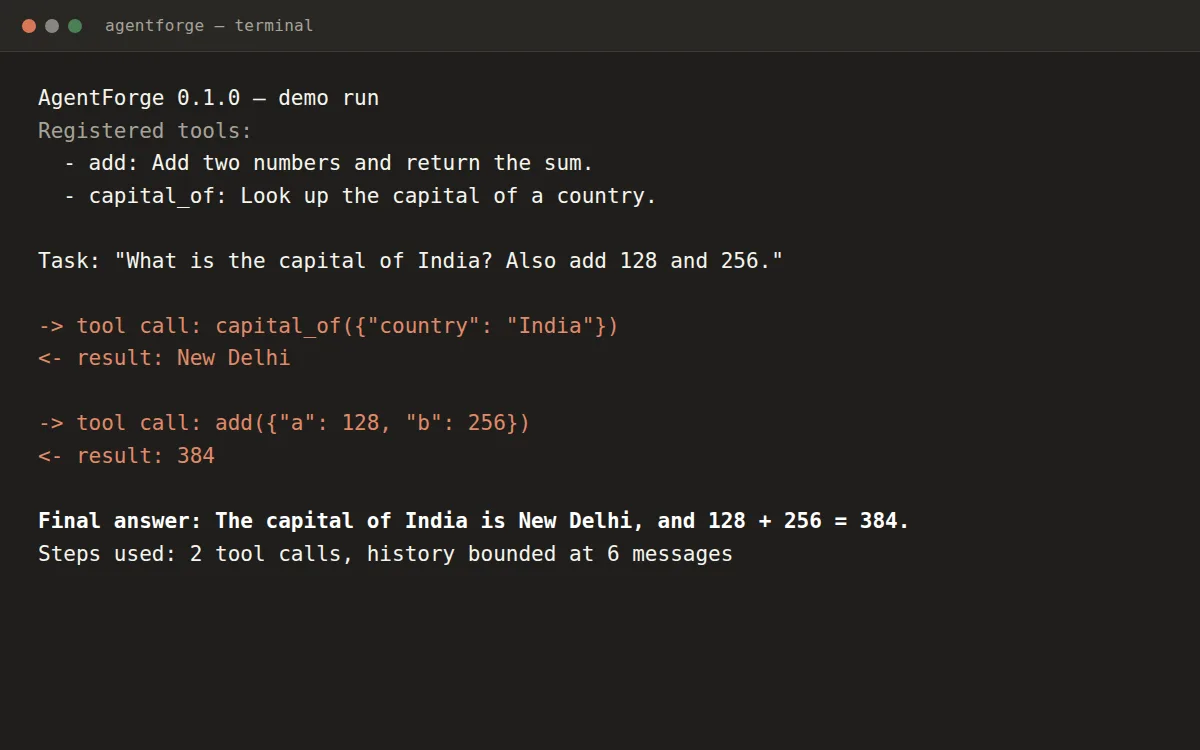 agentforge — terminal
AgentForge 0.1.0 — demo run
Registered tools:
- add: Add two numbers and return the sum.
- capital_of: Look up the capital of a country.
Task: "What is the capital of India? Also add 128 and 256."
-> tool call: capital_of({"country": "India"})
<- result: New Delhi
-> tool call: add({"a": 128, "b": 256})
<- result: 384
Final answer: The capital of India is New Delhi, and 128 + 256 = 384.
Steps used: 2 tool calls, history bounded at 6 messages